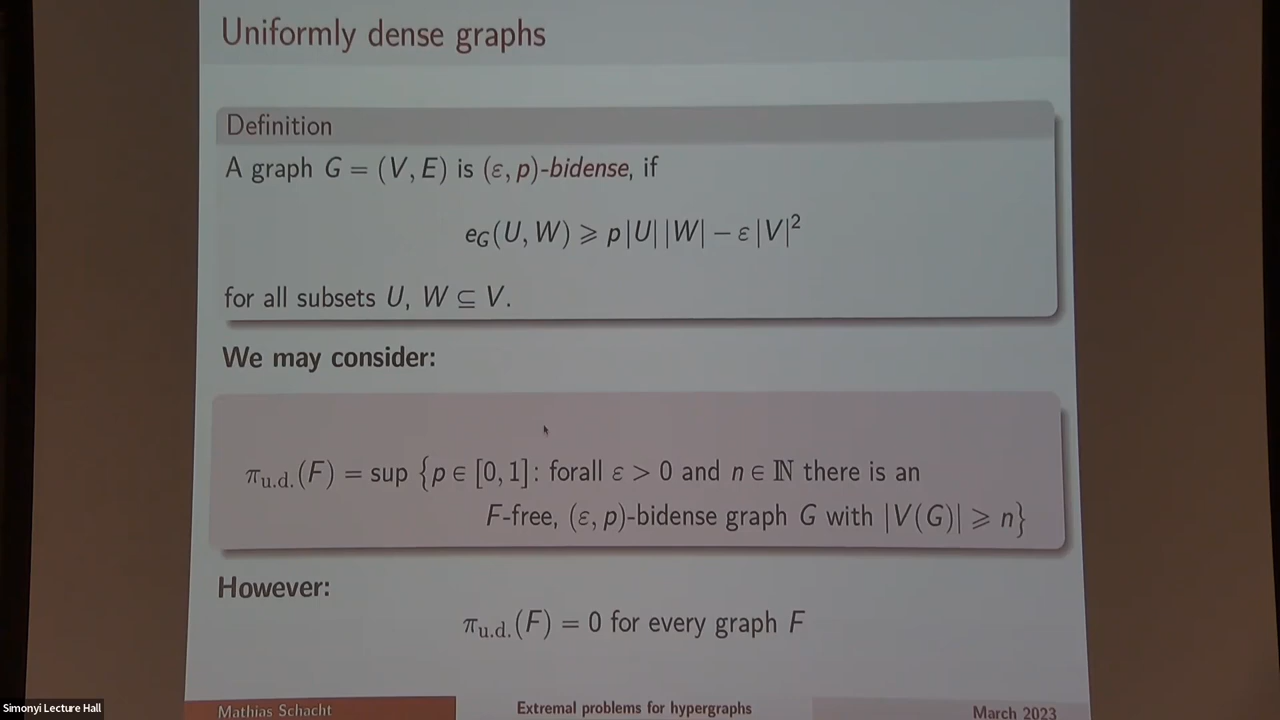 Uniformly dense graphs
Definition
A graph G = (V, E) is (ε, p)-bidense, if
e_G(U, W) ⩾ p|U||W| − ε|V|²
for all subsets U, W ⊆ V.
We may consider:
π_u.d.(F) = sup {p ∈ [0, 1]: forall ε > 0 and n ∈ ℕ there is an
F-free, (ε, p)-bidense graph G with |V(G)| ⩾ n}
However:
π_u.d.(F) = 0 for every graph F
Simonyi Lecture Hall
Mathias Schacht
Extremal problems for hypergraphs
March 2023